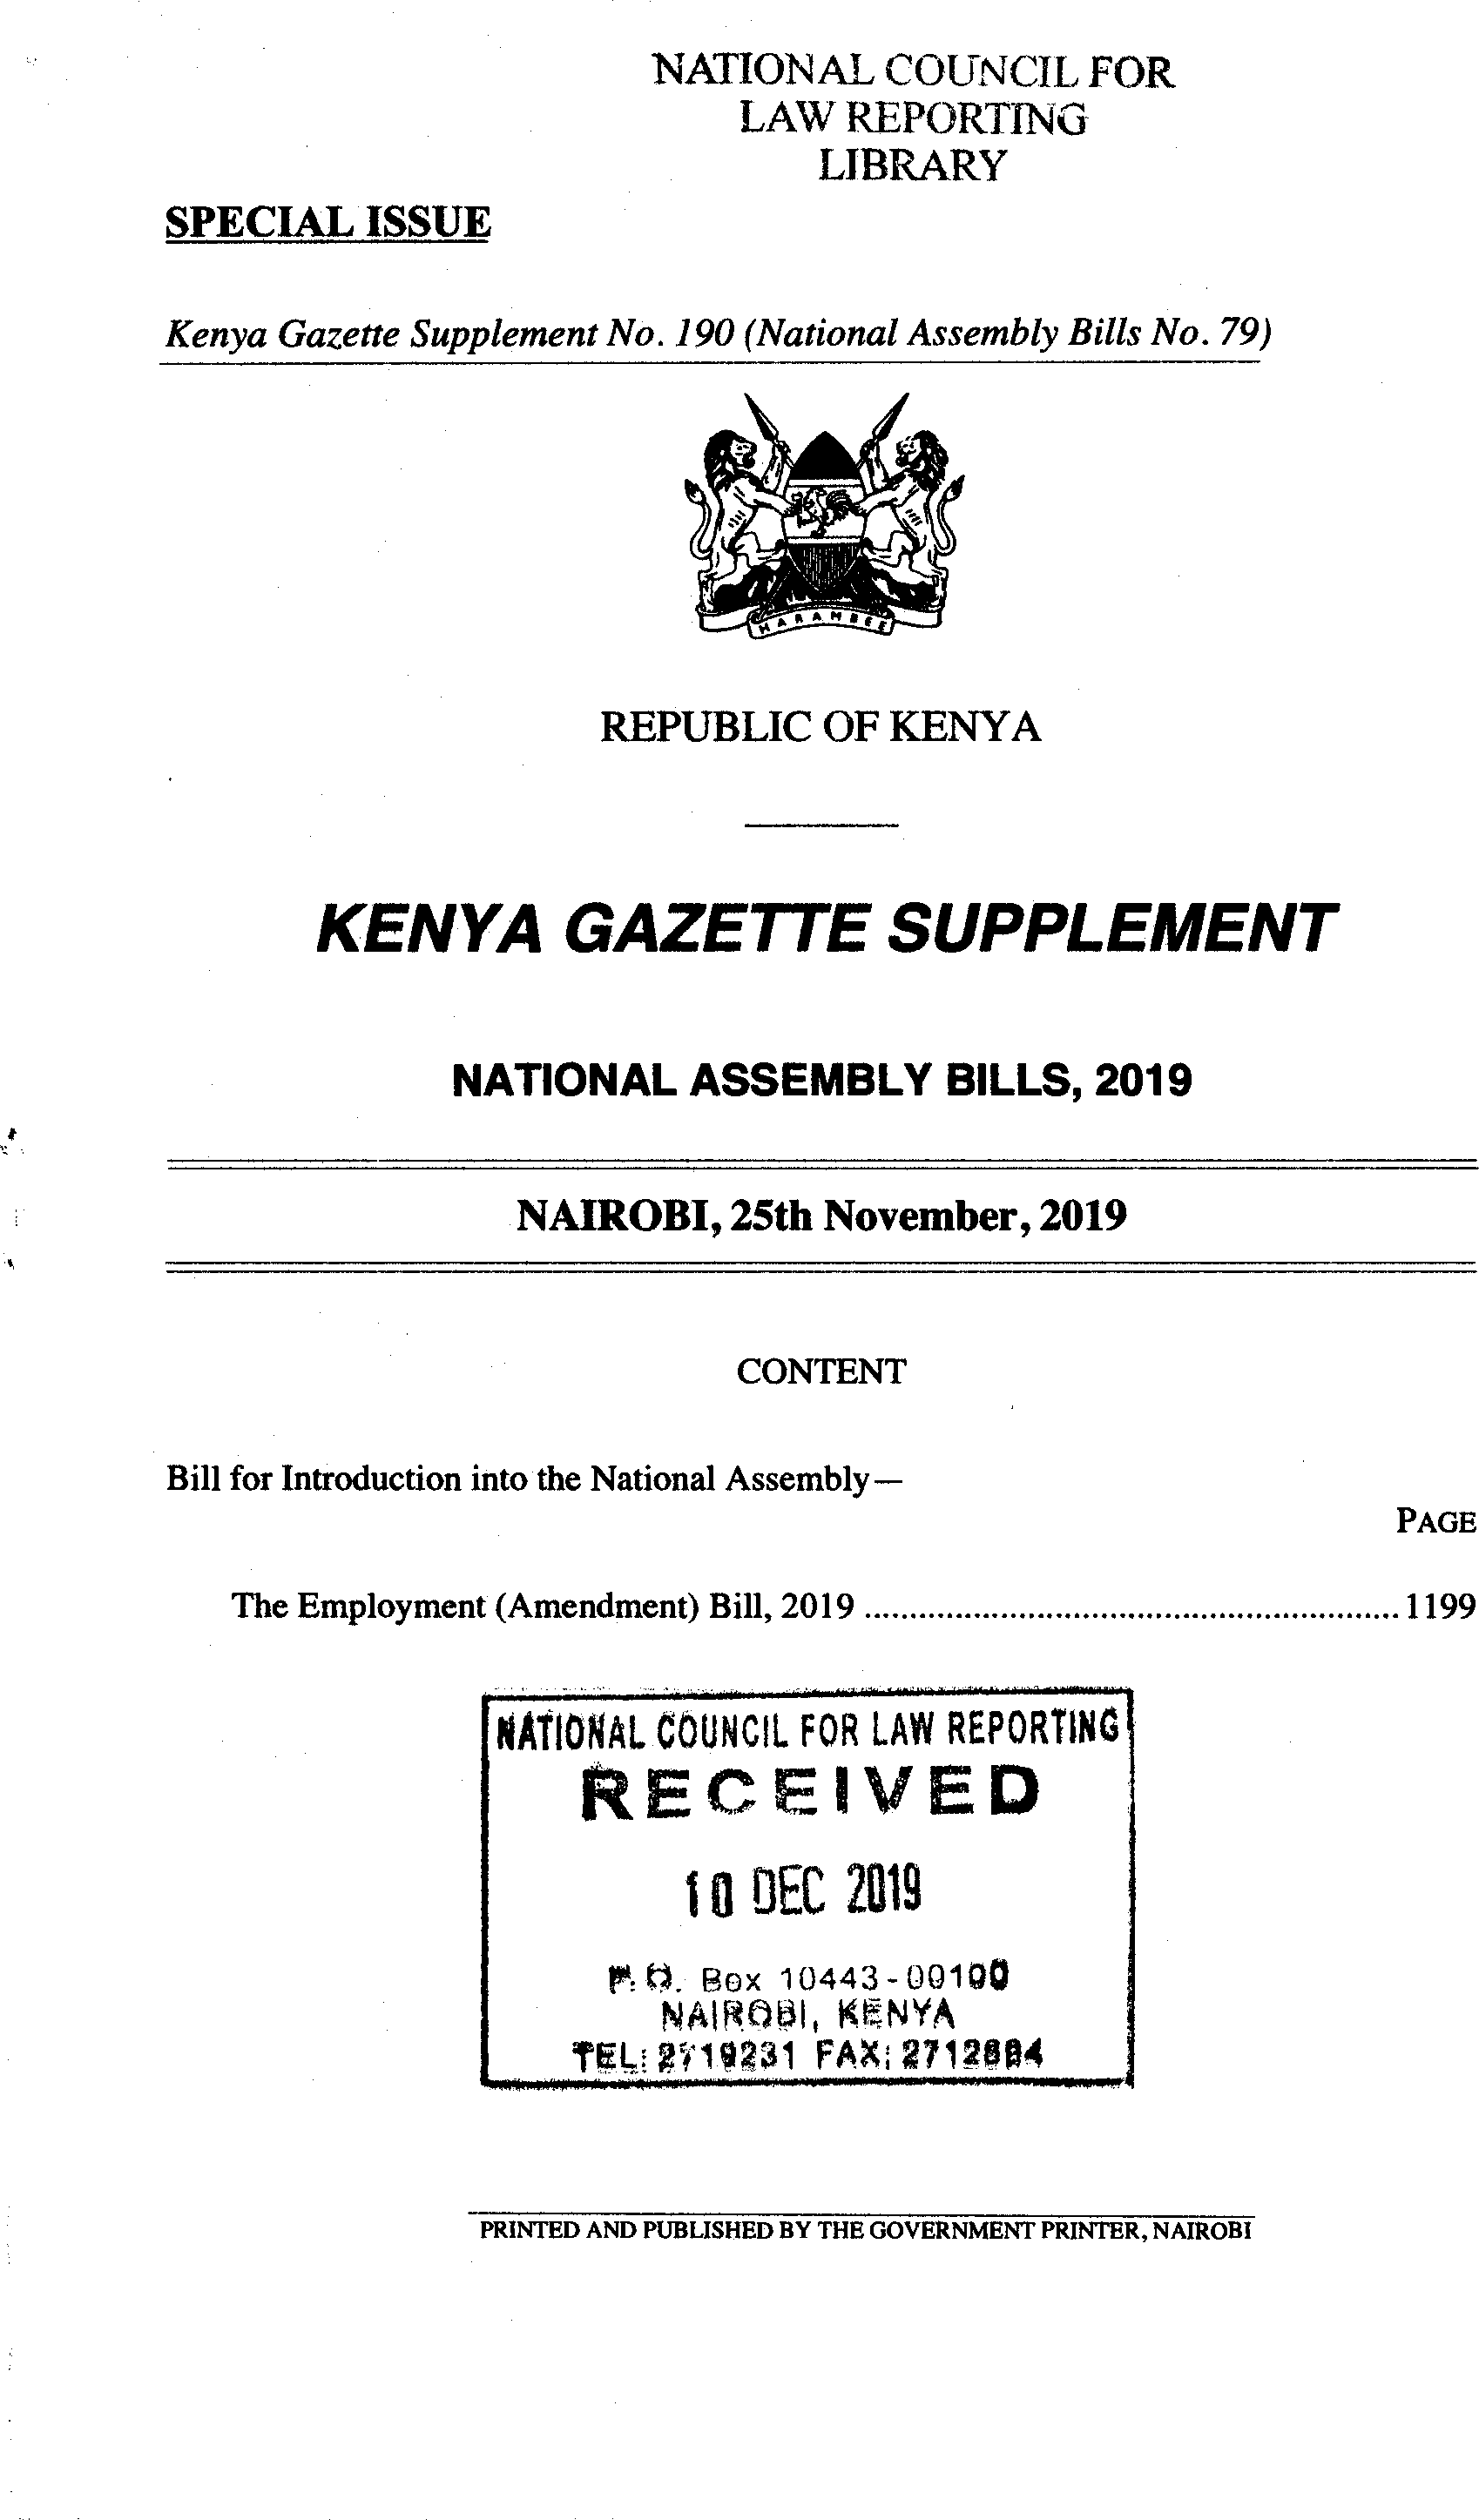 NATIONAL COUNCIL FOR
LAW REPORTING
LIBRARY
SPECIAL ISSUE
Kenya Gazette Supplement No. 190 (National Assembly Bills No. 79)
HARAMBEE
REPUBLIC OF KENYA
KENYA GAZETTE SUPPLEMENT
NATIONAL ASSEMBLY BILLS, 2019
NAIROBI, 25th November, 2019
CONTENT
Bill for Introduction into the National Assembly—
PAGE
The Employment (Amendment) Bill, 2019 .......................................................... 1199
NATIONAL COUNCIL FOR LAW REPORTING
RECEIVED
10 DEC 2019
P. O. Box 10443-00100
NAIROBI, KENYA
TEL: 2719231 FAX:
PRINTED AND PUBLISHED BY THE GOVERNMENT PRINTER, NAIROBI